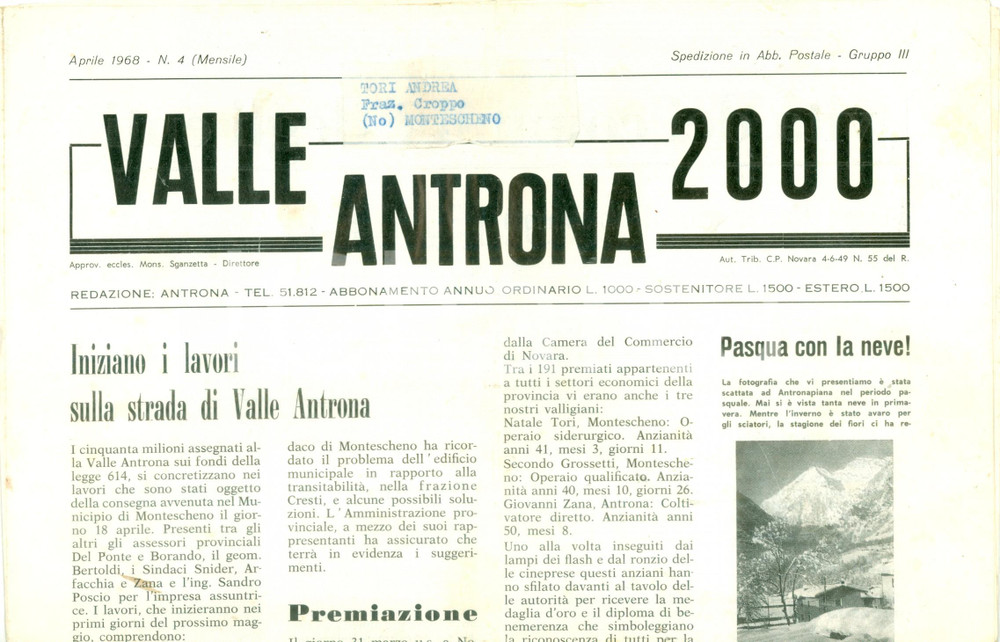 Aprile 1968 - N. 4 (Mensile)
Spedizione in Abb. Postale - Gruppo III
TORI ANDREA
Fraz. Croppo
(No) MONTESCHENO
VALLE
ANTRONA
2000
Approv. eccles. Mons. Sganzetta - Direttore
Aut. Trib. C.P. Novara 4-6-49 N. 55 del R.
REDAZIONE: ANTRONA - TEL. 51.812 - ABBONAMENTO ANNUO ORDINARIO L. 1000 - SOSTENITORE L. 1500 - ESTERO L. 1500
Iniziano i lavori
sulla strada di Valle Antrona
I cinquanta milioni assegnati al-
la Valle Antrona sui fondi della
legge 614, si concretizzano nei
lavori che sono stati oggetto
della consegna avvenuta nel Mu-
nicipio di Montescheno il gior-
no 18 aprile. Presenti tra gli
altri gli assessori provinciali
Del Ponte e Borando, il geom.
Bertoldi, i Sindaci Snider, Ar-
facchia e Zana e l'ing. Sandro
Poscio per l'impresa assuntri-
ce. I lavori, che inizieranno nei
primi giorni del prossimo mag-
gio, comprendono:
daco di Montescheno ha ricor-
dato il problema dell'edificio
municipale in rapporto alla
transitabilità, nella frazione
Cresti, e alcune possibili solu-
zioni. L'Amministrazione pro-
vinciale, a mezzo dei suoi rap-
presentanti ha assicurato che
terrà in evidenza i suggeri-
menti.
Premiazione
Il giorno 31 marzo u.s. a No-
dalla Camera del Commercio
di Novara.
Tra i 191 premiati appartenenti
a tutti i settori economici della
provincia vi erano anche i tre
nostri valligiani:
Natale Tori, Montescheno: O-
peraio siderurgico. Anzianità
anni 41, mesi 3, giorni 11.
Secondo Grossetti, Montesche-
no: Operaio qualificato. Anzia-
nità anni 40, mesi 10, giorni 26.
Giovanni Zana, Antrona: Colti-
vatore diretto. Anzianità anni
50, mesi 8.
Uno alla volta inseguiti dai
lampi dei flash e dal ronzio del-
le cineprese questi anziani han-
no sfilato davanti al tavolo del-
le autorità per ricevere la me-
daglia d'oro e il diploma di be-
nemerenza che simboleggiano
la riconoscenza di tutti per la
Pasqua con la neve!
La fotografia che vi presentiamo è stata
scattata ad Antronapiana nel periodo pa-
squale. Mai si è vista tanta neve in prima-
vera. Mentre l'inverno è stato avaro per
gli sciatori, la stagione dei fiori ci ha re-